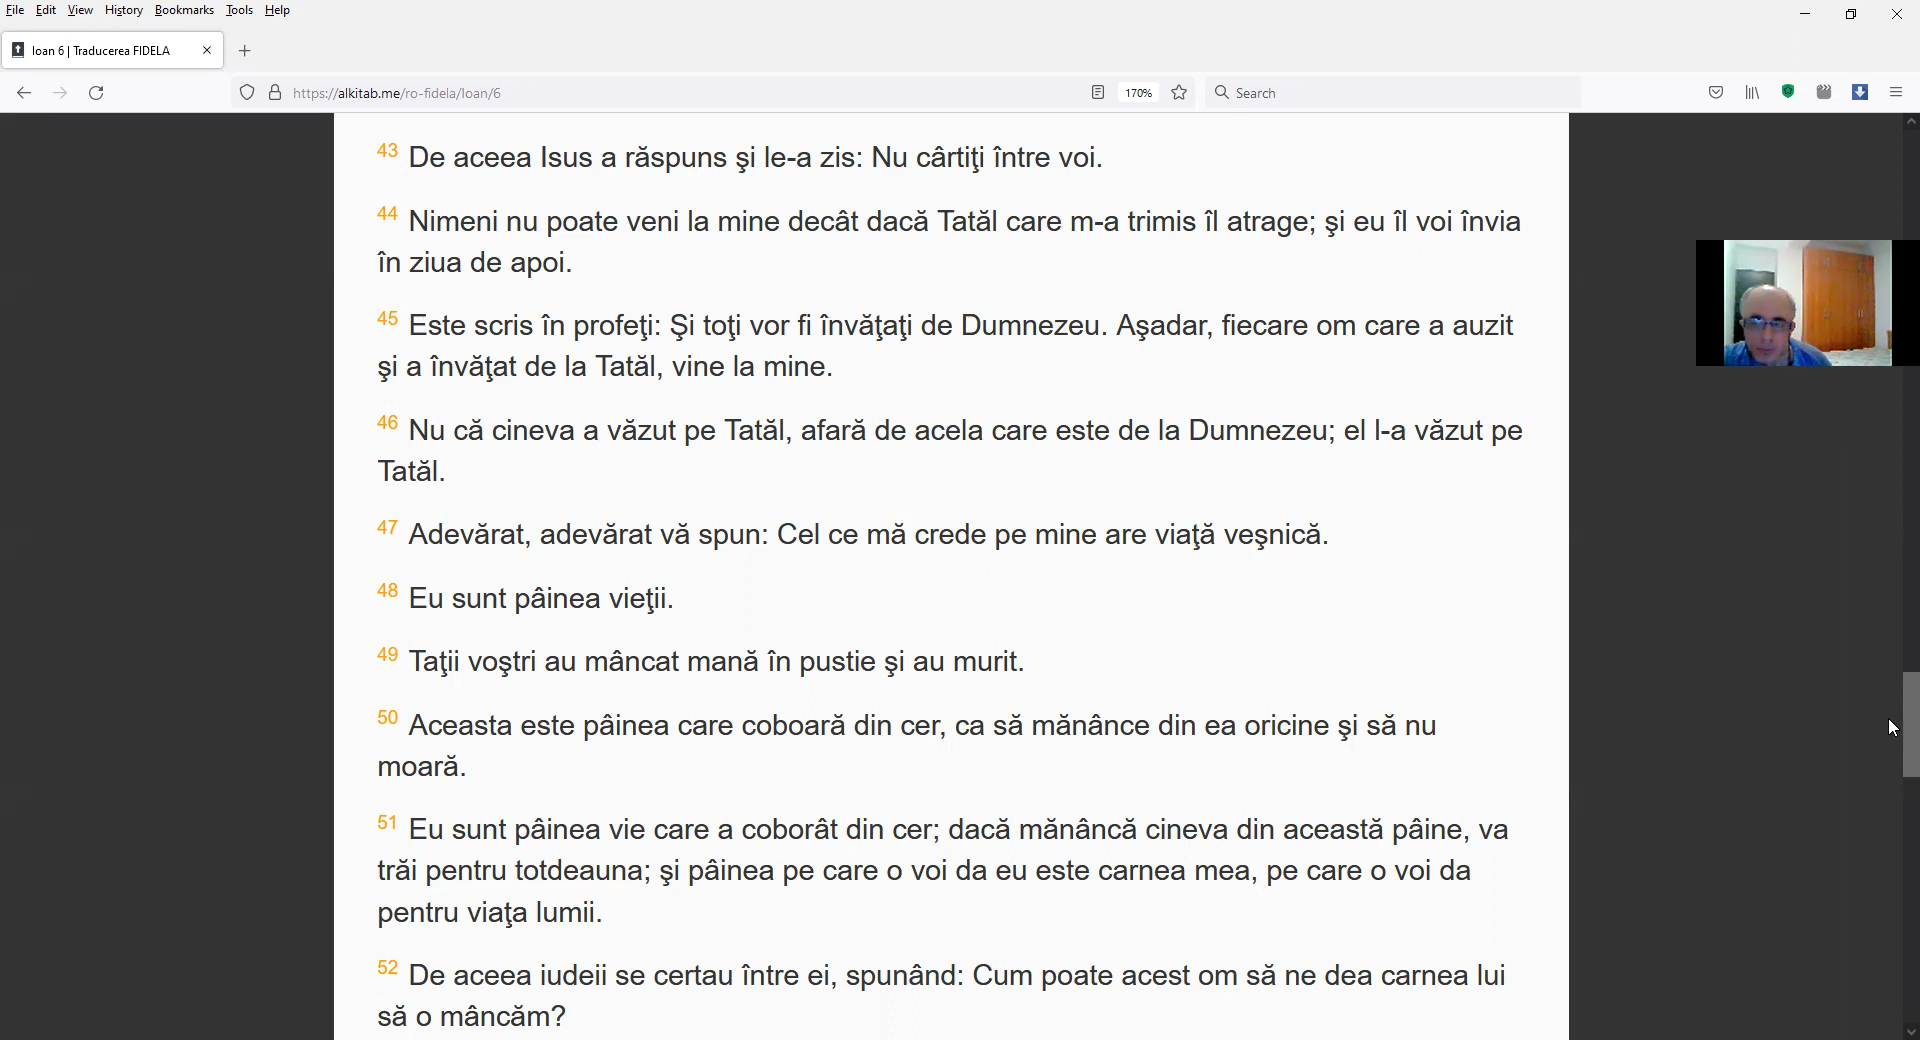 File Edit View History Bookmarks Tools Help
Ioan 6 | Traducerea FIDELA
https://alkitab.me/ro-fidela/Ioan/6
170%
Search
43 De aceea Isus a răspuns şi le-a zis: Nu cârtiţi între voi.
44 Nimeni nu poate veni la mine decât dacă Tatăl care m-a trimis îl atrage; şi eu îl voi învia
în ziua de apoi.
45 Este scris în profeţi: Şi toţi vor fi învăţaţi de Dumnezeu. Aşadar, fiecare om care a auzit
şi a învăţat de la Tatăl, vine la mine.
46 Nu că cineva a văzut pe Tatăl, afară de acela care este de la Dumnezeu; el l-a văzut pe
Tatăl.
47 Adevărat, adevărat vă spun: Cel ce mă crede pe mine are viaţă veşnică.
48 Eu sunt pâinea vieţii.
49 Taţii voştri au mâncat mană în pustie şi au murit.
50 Aceasta este pâinea care coboară din cer, ca să mănânce din ea oricine şi să nu
moară.
51 Eu sunt pâinea vie care a coborât din cer; dacă mănâncă cineva din această pâine, va
trăi pentru totdeauna; şi pâinea pe care o voi da eu este carnea mea, pe care o voi da
pentru viaţa lumii.
52 De aceea iudeii se certau între ei, spunând: Cum poate acest om să ne dea carnea lui
să o mâncăm?